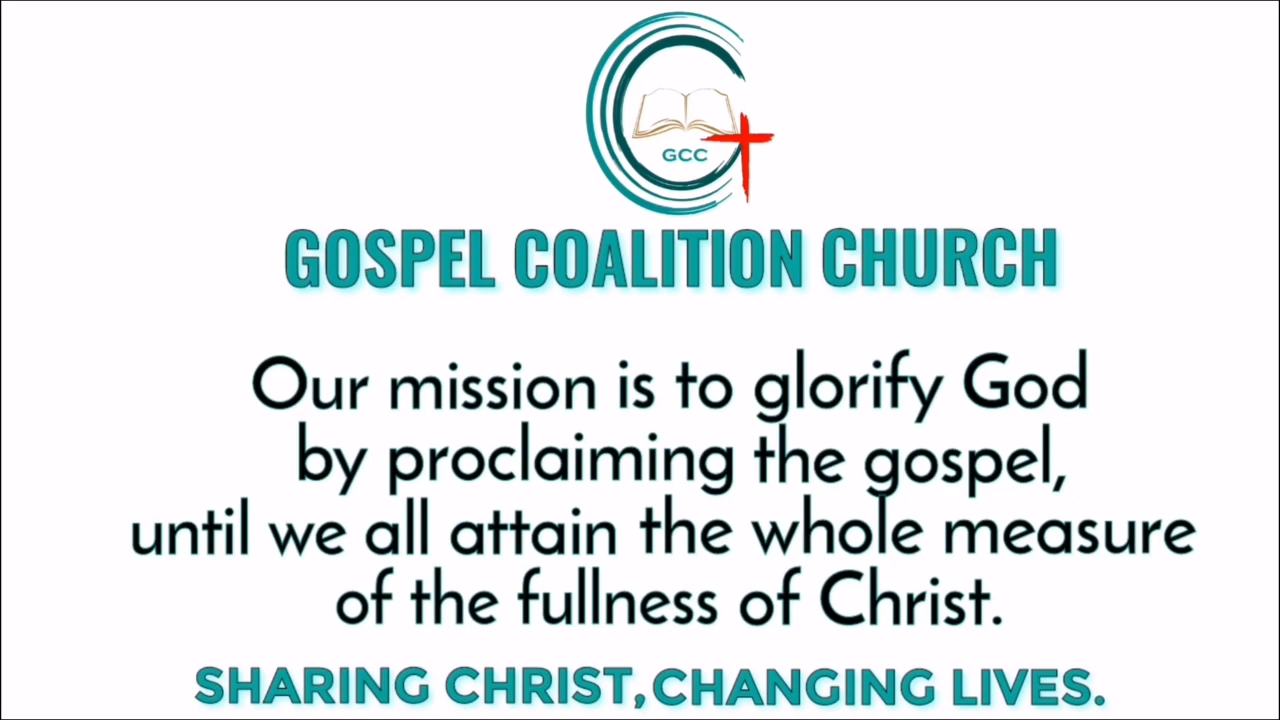 GCC
GOSPEL COALITION CHURCH
Our mission is to glorify God
by proclaiming the gospel,
until we all attain the whole measure
of the fullness of Christ.
SHARING CHRIST, CHANGING LIVES.